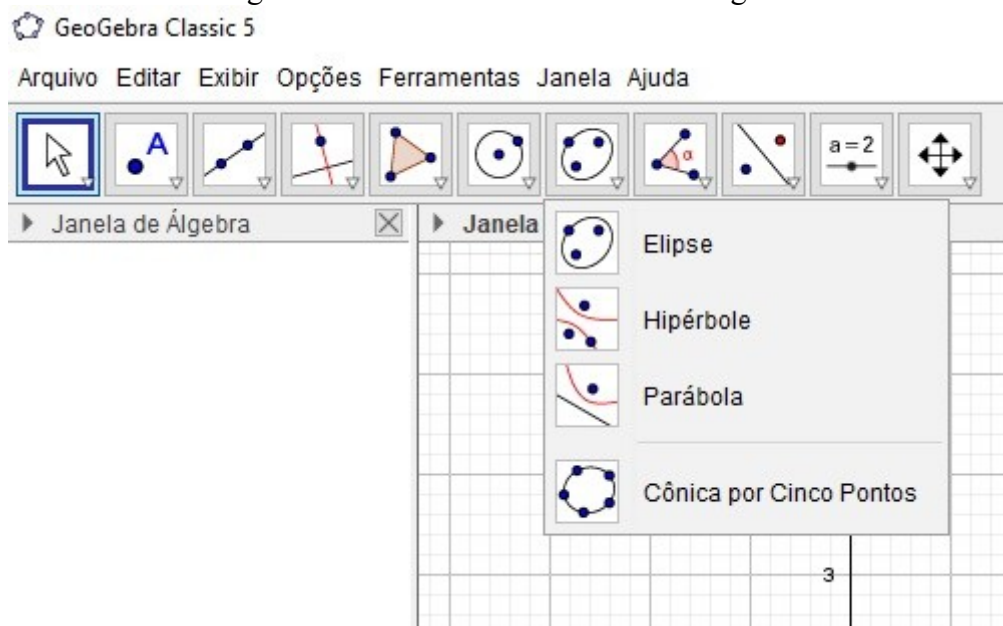 GeoGebra Classic 5
Arquivo Editar Exibir Opções Ferramentas Janela Ajuda
A
α
a = 2
Janela de Álgebra
Janela
Elipse
Hipérbole
Parábola
Cônica por Cinco Pontos
3